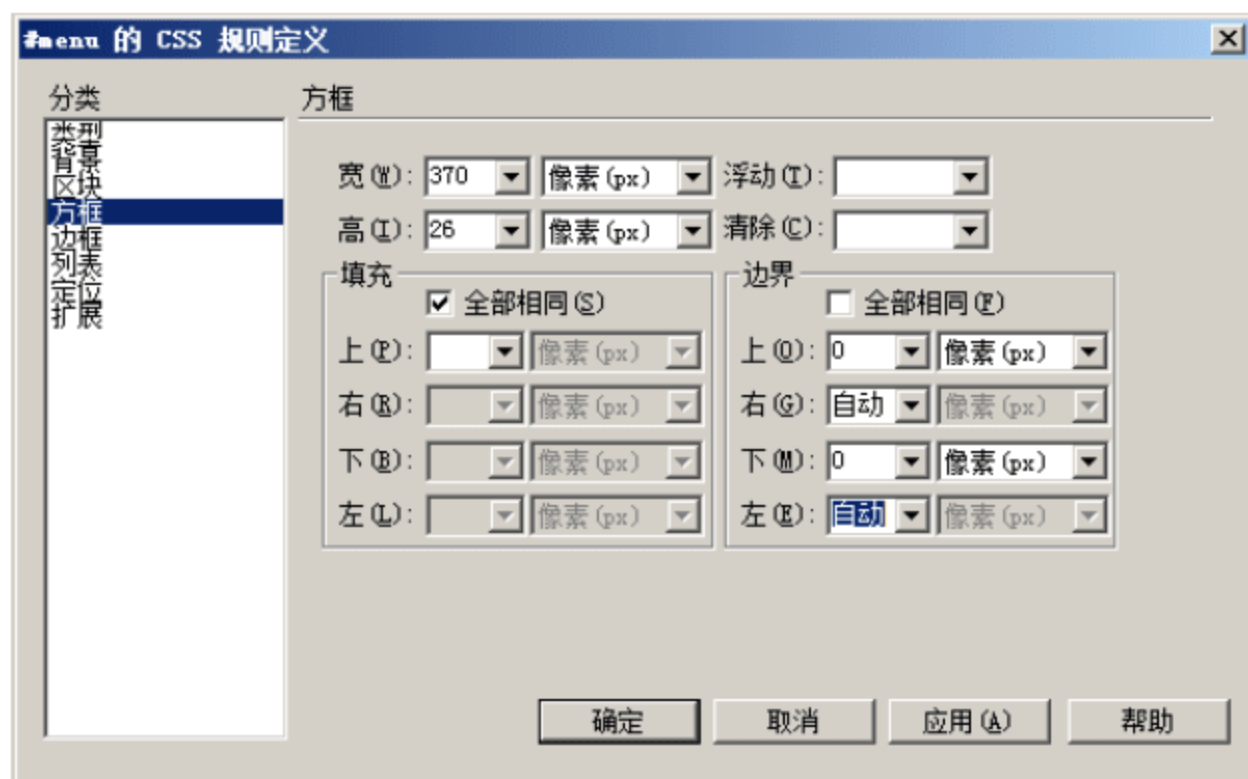 #menu 的 CSS 规则定义
分类
类型
背景
区块
方框
边框
列表
定位
扩展
方框
宽(W): 370 像素(px) 浮动(T):
高(I): 26 像素(px) 清除(C):
填充
全部相同(S)
上(P): 像素(px)
右(R): 像素(px)
下(B): 像素(px)
左(L): 像素(px)
边界
全部相同(F)
上(O): 0 像素(px)
右(G): 自动 像素(px)
下(M): 0 像素(px)
左(E): 自动 像素(px)
确定 取消 应用(A) 帮助